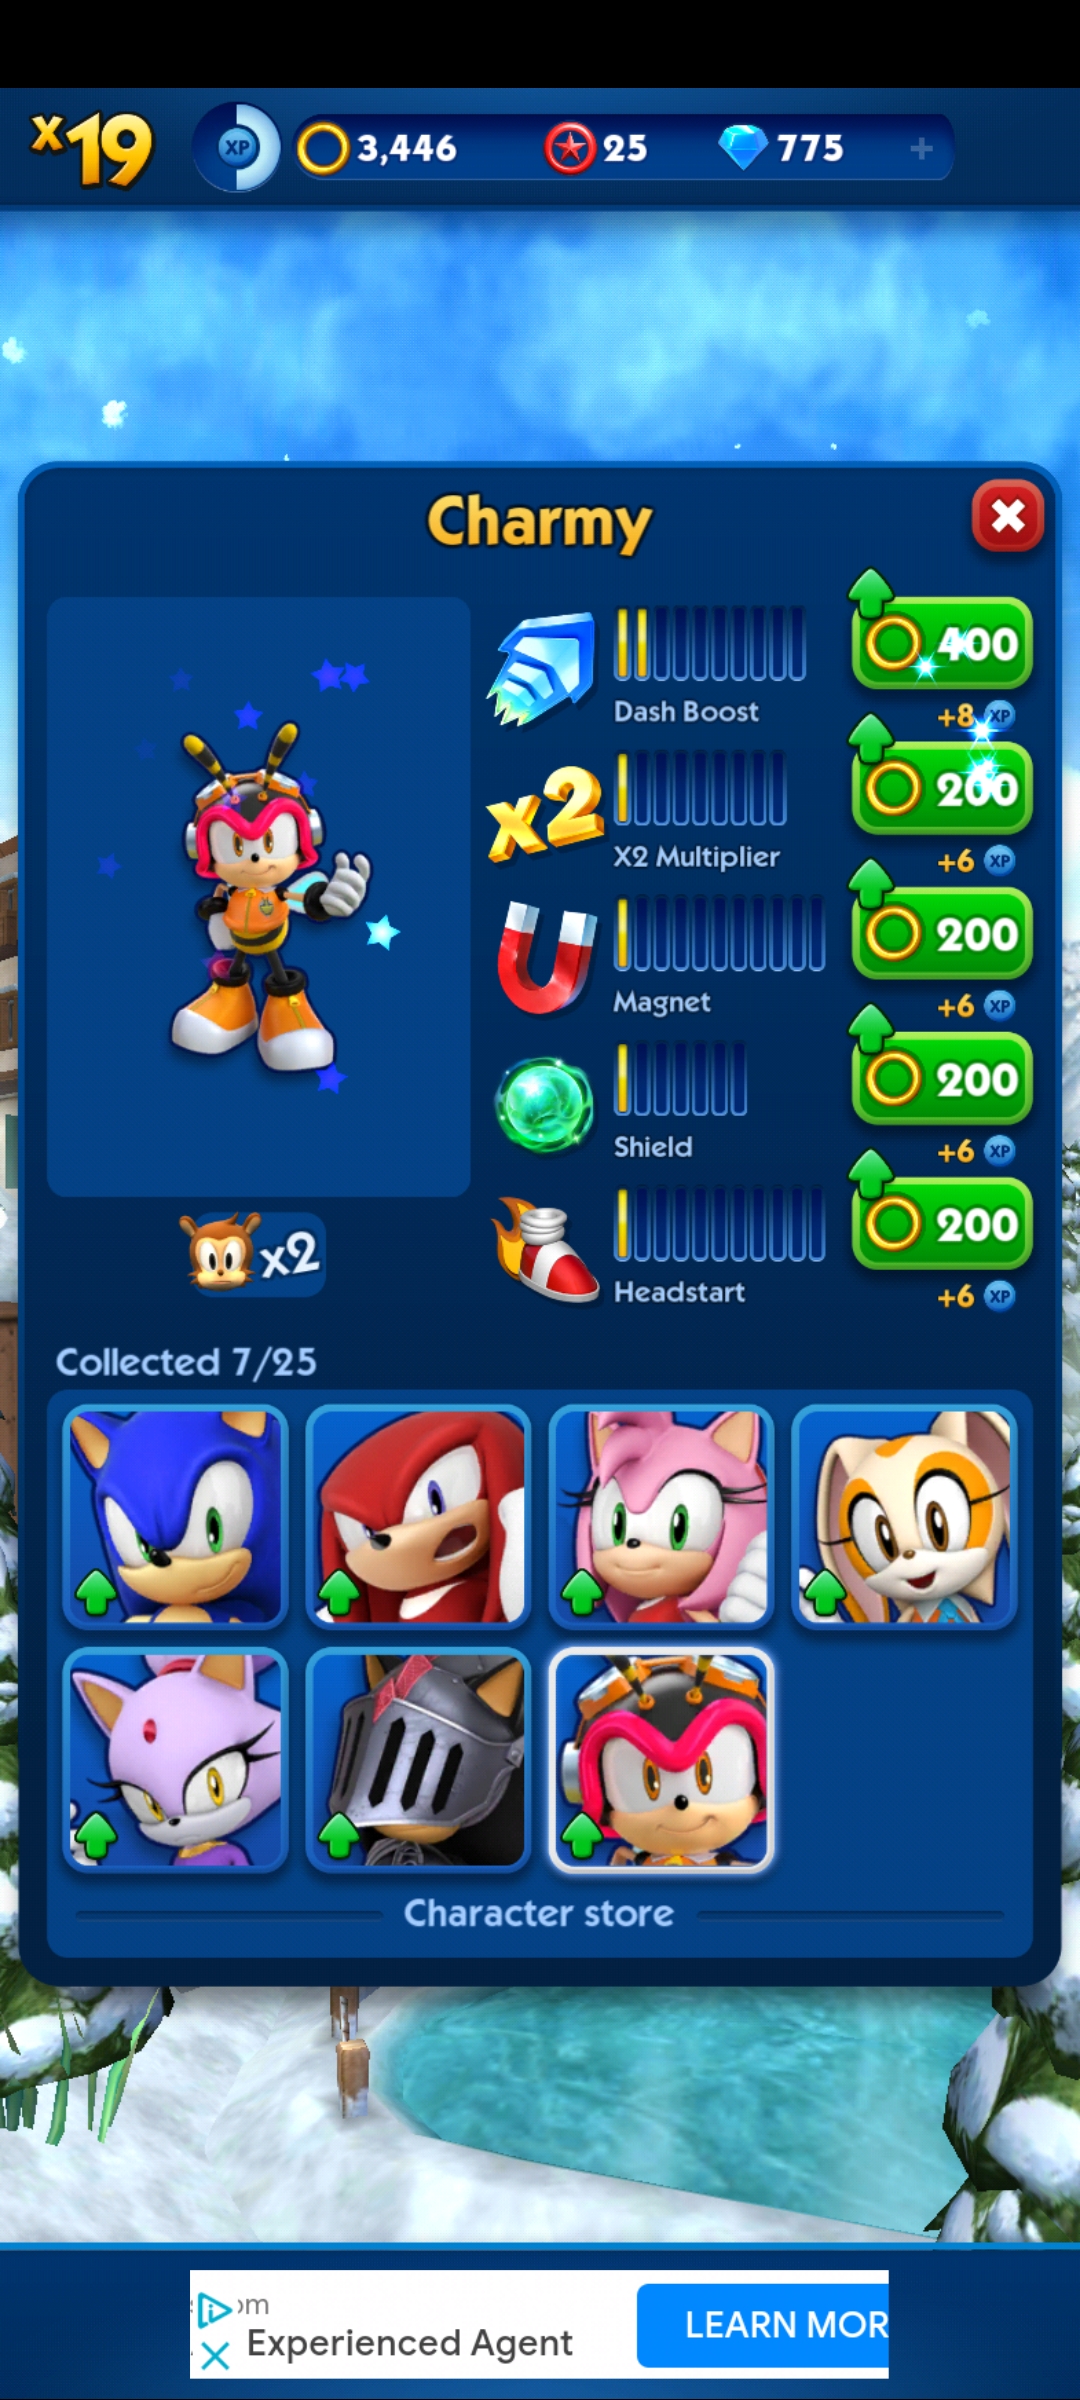 x19 XP 3,446 25 775 +
Charmy
400
Dash Boost
+8 XP
x2
200
X2 Multiplier
+6 XP
200
Magnet
+6 XP
200
Shield
+6 XP
x2
200
Headstart
+6 XP
Collected 7/25
Character store
om
Experienced Agent
LEARN MOR